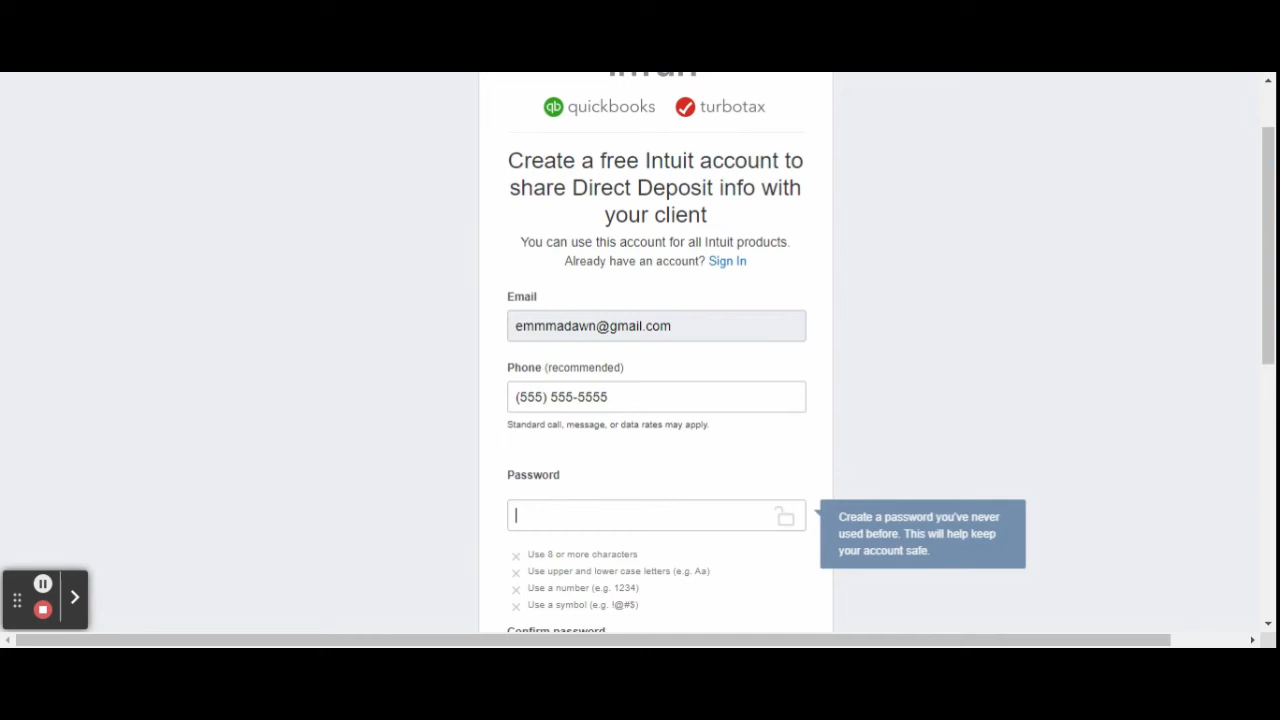 quickbooks turbotax
Create a free Intuit account to
share Direct Deposit info with
your client
You can use this account for all Intuit products.
Already have an account? Sign In
Email
emmmadawn@gmail.com
Phone (recommended)
(555) 555-5555
Standard call, message, or data rates may apply.
Password
Create a password you've never
used before. This will help keep
your account safe.
Use 8 or more characters
Use upper and lower case letters (e.g. Aa)
Use a number (e.g. 1234)
Use a symbol (e.g. !@#$)
Confirm password